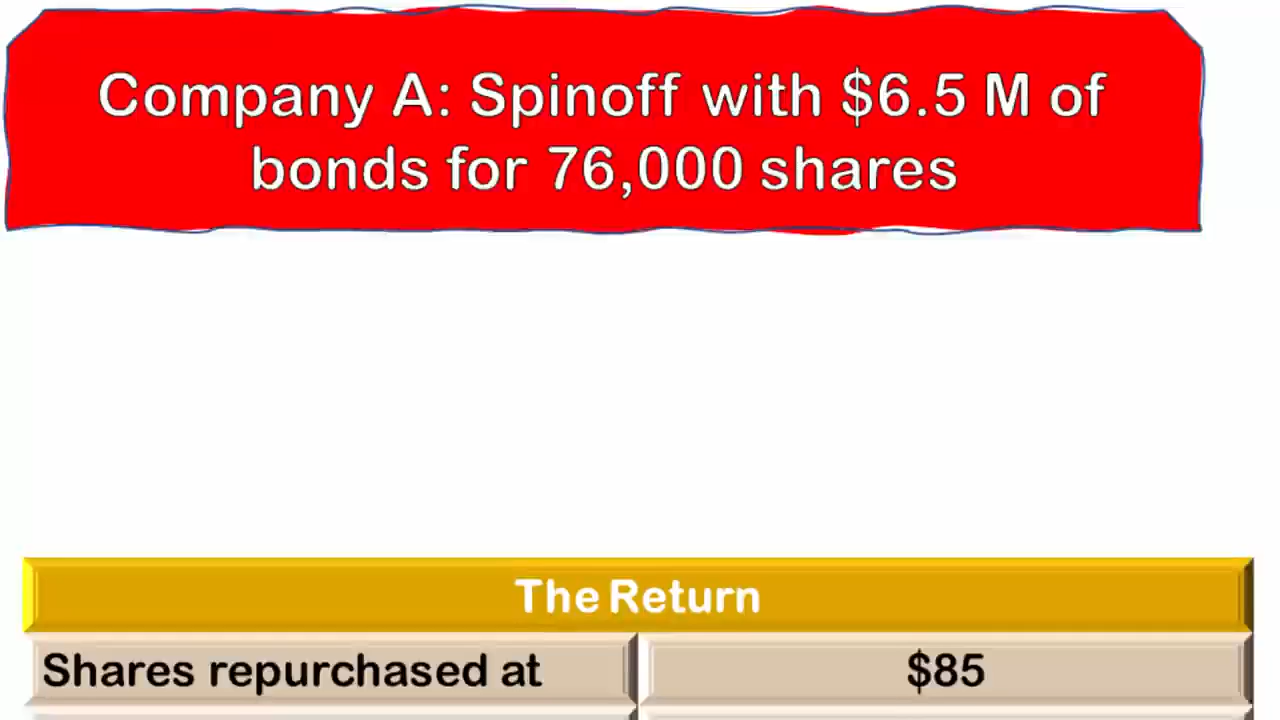 Company A: Spinoff with $6.5 M of
bonds for 76,000 shares
The Return
Shares repurchased at $85